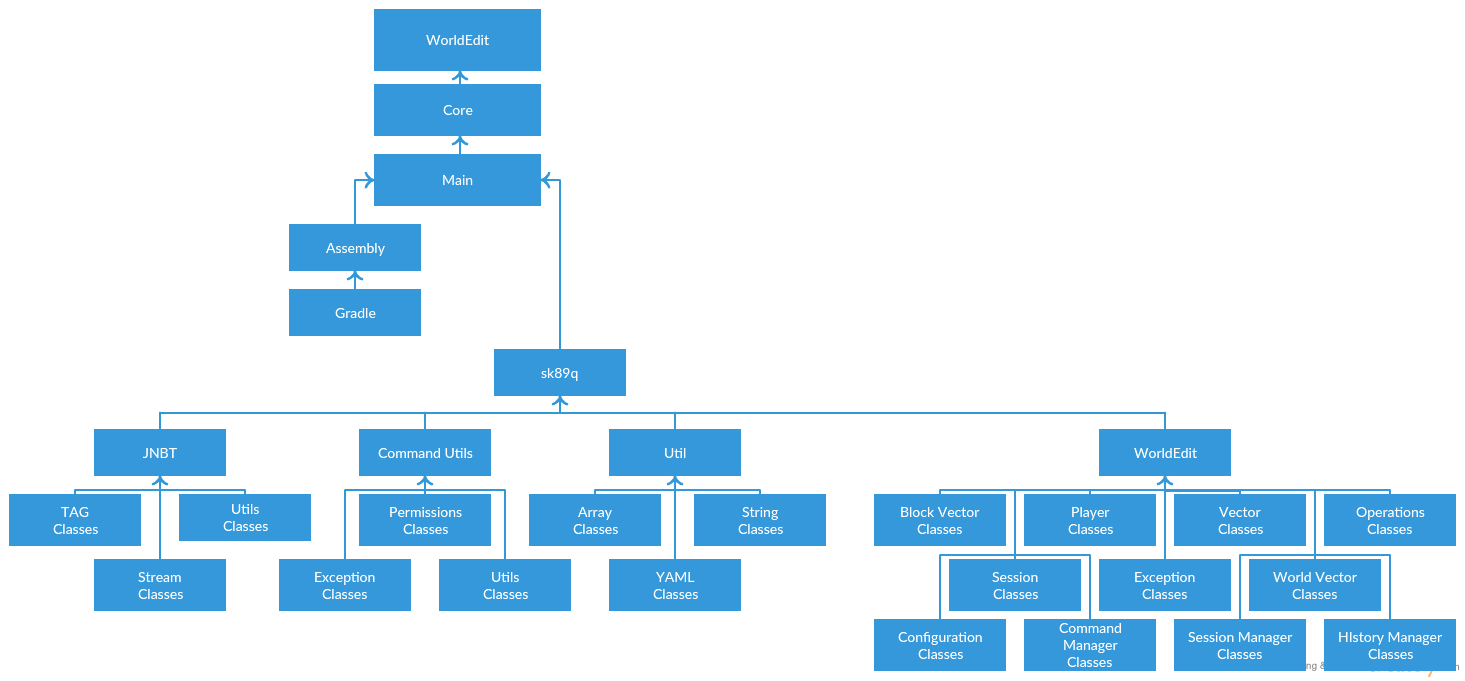 WorldEdit
Core
Main
Assembly
Gradle
sk89q
JNBT
Command Utils
Util
WorldEdit
TAG
Classes
Utils
Classes
Permissions
Classes
Array
Classes
String
Classes
Block Vector
Classes
Player
Classes
Vector
Classes
Operations
Classes
Stream
Classes
Exception
Classes
Utils
Classes
YAML
Classes
Session
Classes
Exception
Classes
World Vector
Classes
Configuration
Classes
Command
Manager
Classes
Session Manager
Classes
HIstory Manager
Classes